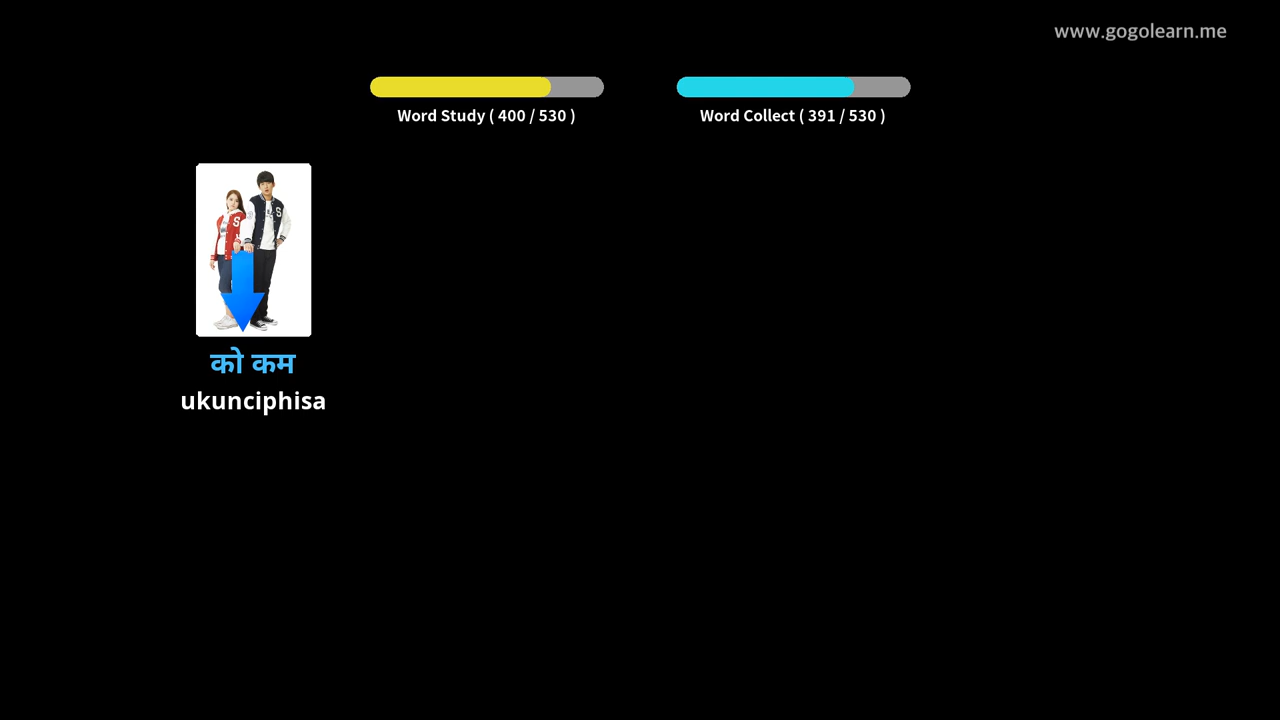 www.gogolearn.me
Word Study ( 400 / 530 )
Word Collect ( 391 / 530 )
S
S
को कम
ukunciphisa